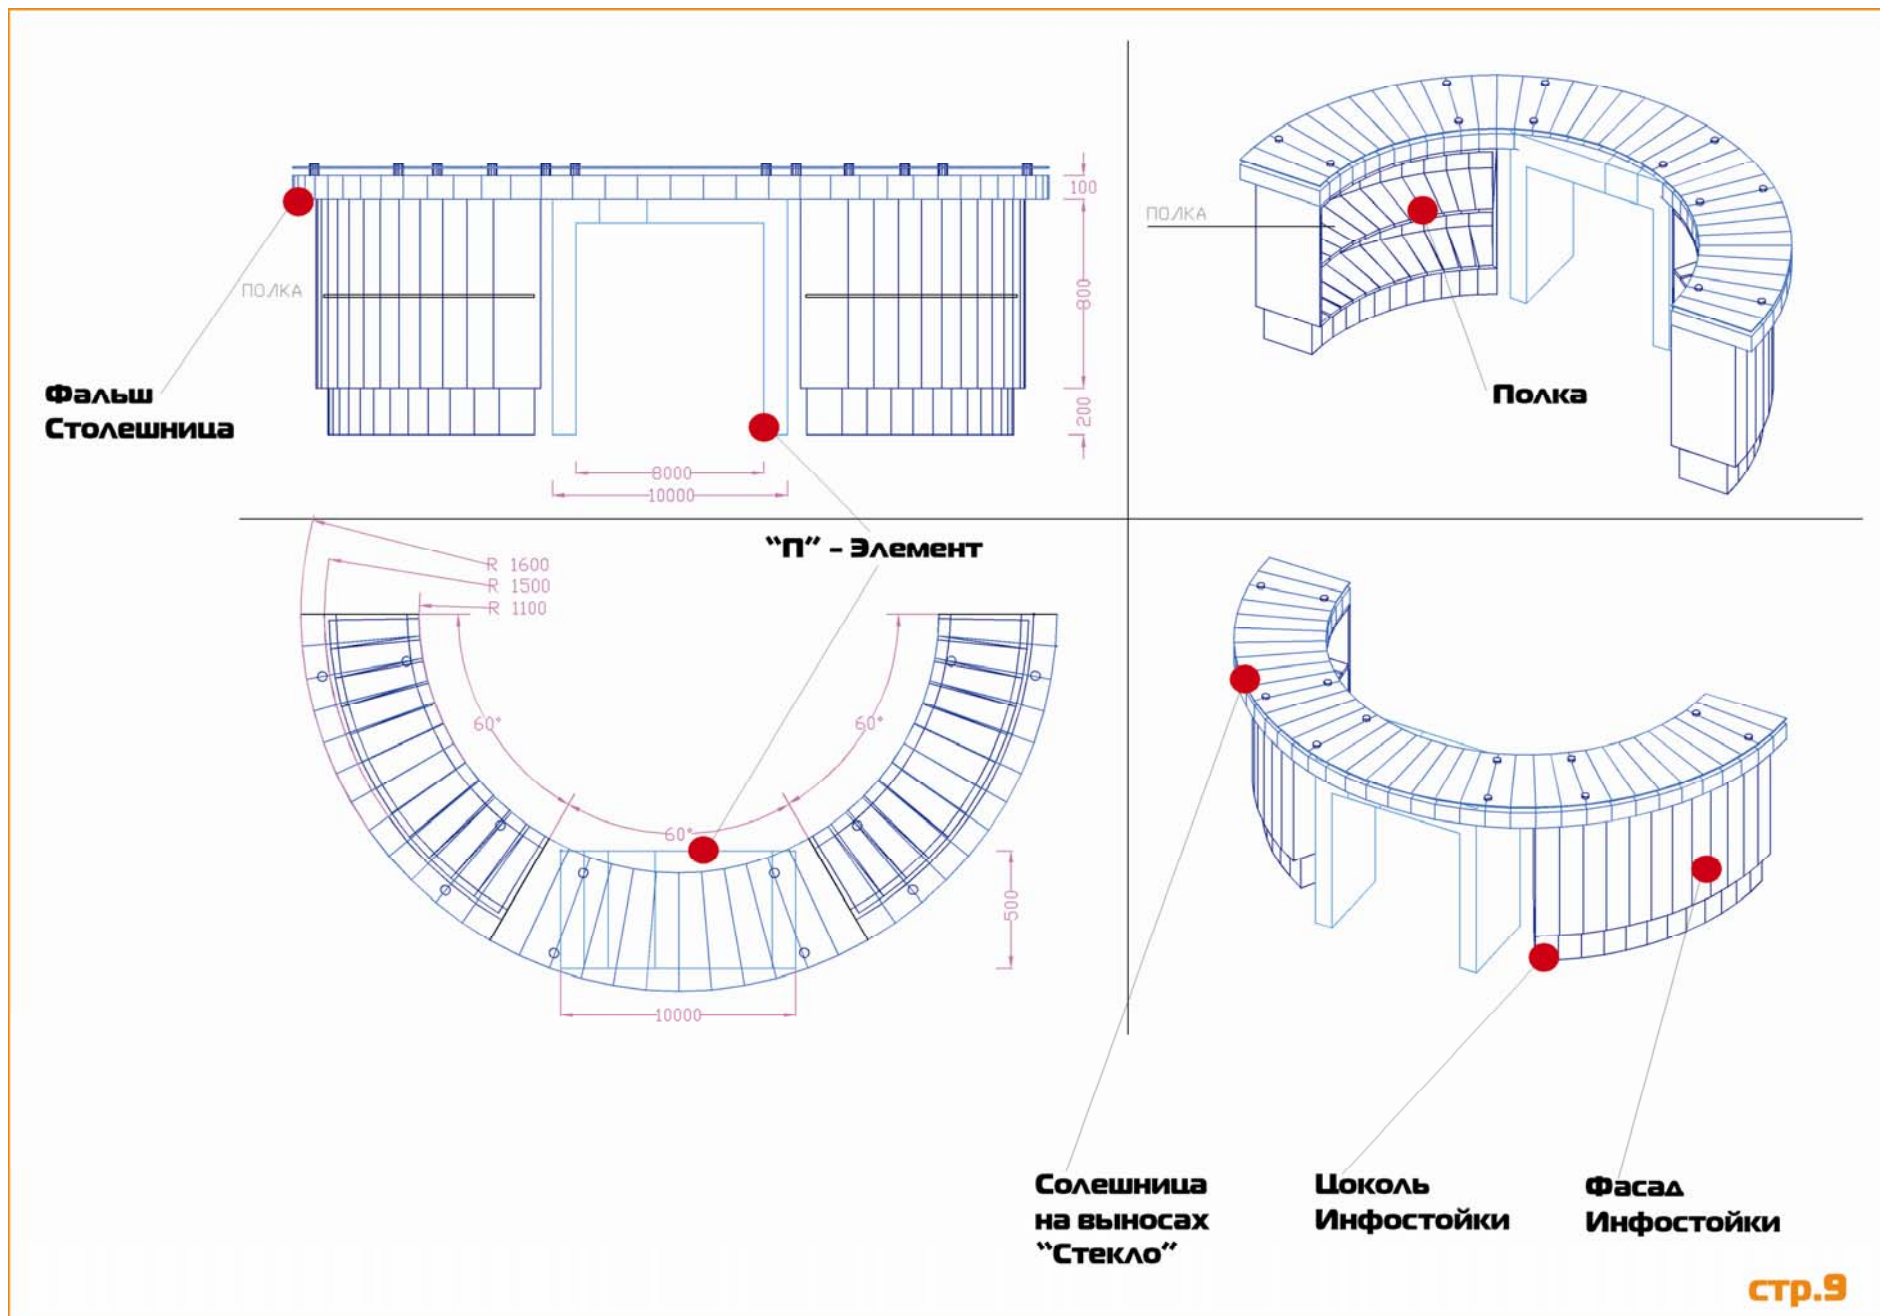 100
ПОЛКА
800
ПОЛКА
Фальш
Столешница
Полка
200
8000
10000
“П” - Элемент
R 1600
R 1500
R 1100
60°
60°
60°
500
10000
Солешница
на выносах
“Стекло”
Цоколь
Инфостойки
Фасад
Инфостойки
стр.9